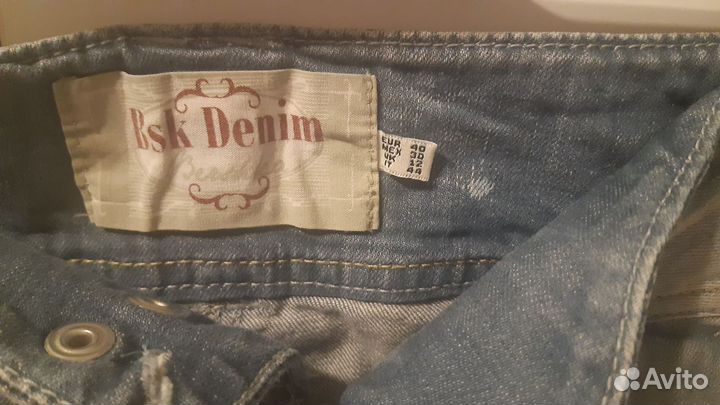 Bsk Denim
EUR 40
MEX 30
UK 12
IT 44
Avito